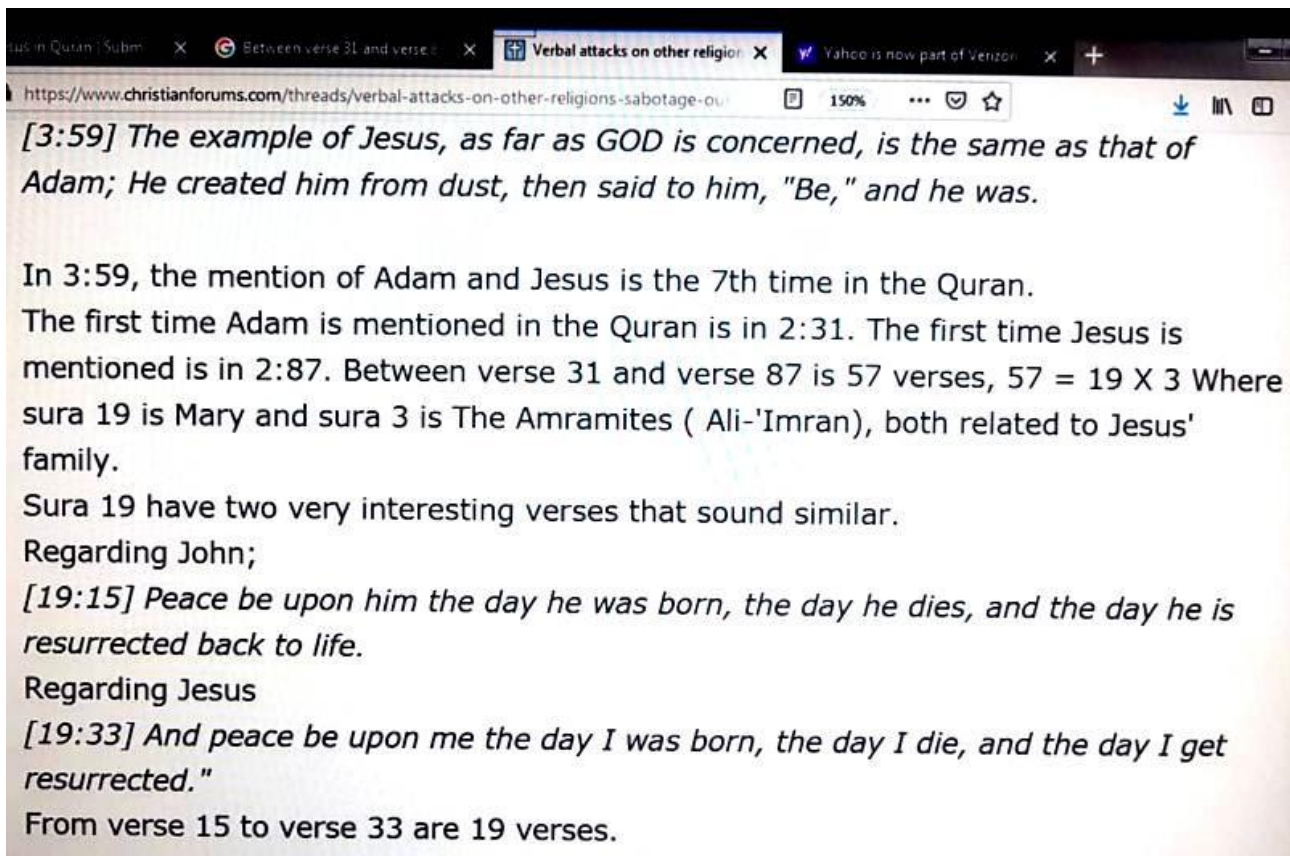 us in Quran | Subm
Between verse 31 and verse
Verbal attacks on other religion
Yahoo is now part of Verizon
https://www.christianforums.com/threads/verbal-attacks-on-other-religions-sabotage-ou
150%
[3:59] The example of Jesus, as far as GOD is concerned, is the same as that of
Adam; He created him from dust, then said to him, "Be," and he was.
In 3:59, the mention of Adam and Jesus is the 7th time in the Quran.
The first time Adam is mentioned in the Quran is in 2:31. The first time Jesus is
mentioned is in 2:87. Between verse 31 and verse 87 is 57 verses, 57 = 19 X 3 Where
sura 19 is Mary and sura 3 is The Amramites ( Ali-'Imran), both related to Jesus'
family.
Sura 19 have two very interesting verses that sound similar.
Regarding John;
[19:15] Peace be upon him the day he was born, the day he dies, and the day he is
resurrected back to life.
Regarding Jesus
[19:33] And peace be upon me the day I was born, the day I die, and the day I get
resurrected."
From verse 15 to verse 33 are 19 verses.